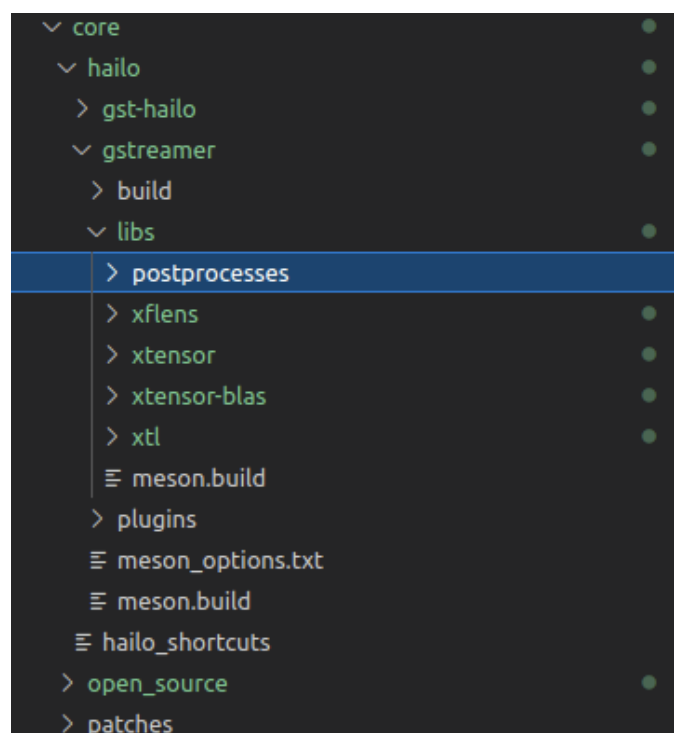 core
hailo
gst-hailo
gstreamer
build
libs
postprocesses
xflens
xtensor
xtensor-blas
xtl
meson.build
plugins
meson_options.txt
meson.build
hailo_shortcuts
open_source
patches